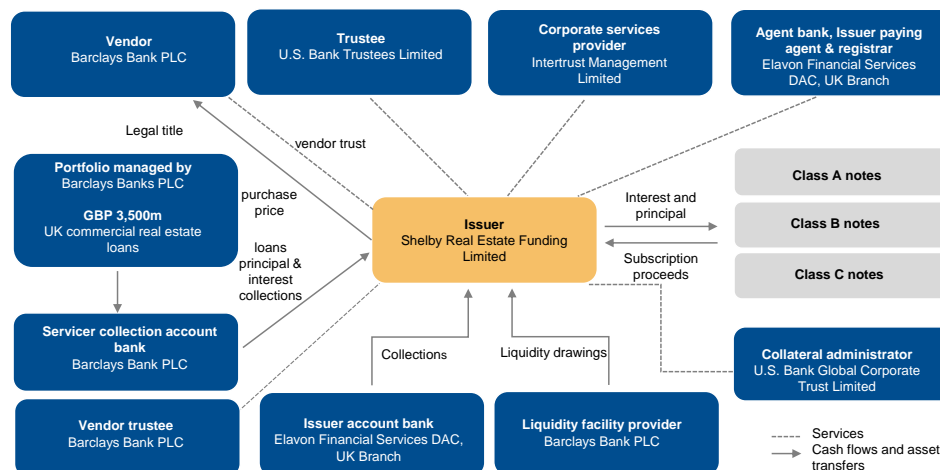 Vendor
Barclays Bank PLC
Trustee
U.S. Bank Trustees Limited
Corporate services
provider
Intertrust Management
Limited
Agent bank, Issuer paying
agent & registrar
Elavon Financial Services
DAC, UK Branch
Legal title
vendor trust
Portfolio managed by
Barclays Banks PLC
GBP 3,500m
UK commercial real estate
loans
purchase
price
loans
principal &
interest
collections
Issuer
Shelby Real Estate Funding
Limited
Interest and
principal
Subscription
proceeds
Class A notes
Class B notes
Class C notes
Servicer collection account
bank
Barclays Bank PLC
Collections
Liquidity drawings
Collateral administrator
U.S. Bank Global Corporate
Trust Limited
Vendor trustee
Barclays Bank PLC
Issuer account bank
Elavon Financial Services DAC,
UK Branch
Liquidity facility provider
Barclays Bank PLC
Services
Cash flows and asset
transfers